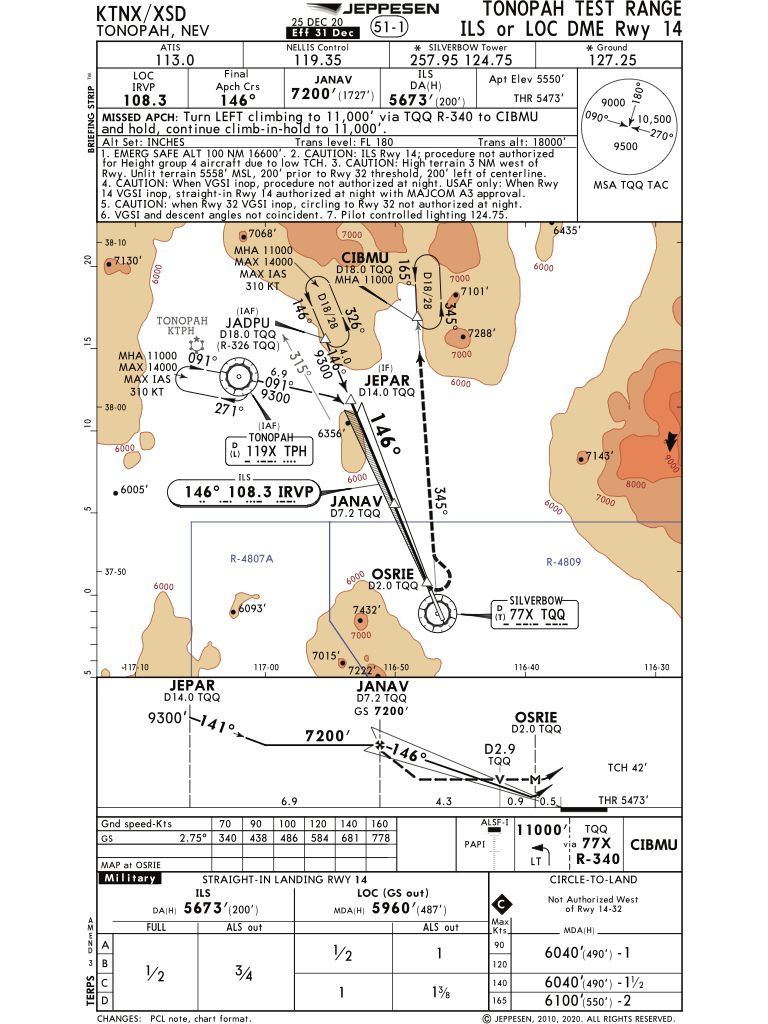 KTNX/XSD
TONOPAH, NEV
JEPPESEN
25 DEC 20
Eff 31 Dec
51-1
TONOPAH TEST RANGE
ILS or LOC DME Rwy 14
BRIEFING STRIP ™
ATIS
113.0
NELLIS Control
119.35
* SILVERBOW Tower
257.95 124.75
* Ground
127.25
LOC
IRVP
108.3
Final
Apch Crs
146°
JANAV
7200'(1727')
ILS
DA(H)
5673'(200')
Apt Elev 5550'
THR 5473'
MISSED APCH: Turn LEFT climbing to 11,000' via TQQ R-340 to CIBMU
and hold, continue climb-in-hold to 11,000'.
Alt Set: INCHES Trans level: FL 180 Trans alt: 18000'
1. EMERG SAFE ALT 100 NM 16600'. 2. CAUTION: ILS Rwy 14; procedure not authorized
for Height group 4 aircraft due to low TCH. 3. CAUTION: High terrain 3 NM west of
Rwy. Unlit terrain 5558' MSL, 200' prior to Rwy 32 threshold, 200' left of centerline.
4. CAUTION: When VGSI inop, procedure not authorized at night. USAF only: When Rwy
14 VGSI inop, straight-in Rwy 14 authorized at night with MAJCOM A3 approval.
5. CAUTION: when Rwy 32 VGSI inop, circling to Rwy 32 not authorized at night.
6. VGSI and descent angles not coincident. 7. Pilot controlled lighting 124.75.
9000
180°
090°
10,500
270°
9500
MSA TQQ TAC
38-10
7130'
6000
7068'
MHA 11000
MAX 14000
MAX IAS
310 KT
CIBMU
D18.0 TQQ
MHA 11000
165°
D18/28
345°
7000
7101'
7288'
7000
6435'
6000
6000
20
15
10
5
0
5
TONOPAH
KTPH
(IAF)
JADPU
D18.0 TQQ
(R-326 TQQ)
146°
D18/28
326°
6000
4.0
146°
9300
315°
MHA 11000
MAX 14000
MAX IAS
310 KT
091°
271°
6.9
091°
9300
(IF)
JEPAR
D14.0 TQQ
38-00
6000
(IAF)
TONOPAH
D
(L)
119X TPH
6356'
6000
146°
7143'
9000
8000
7000
6000
6005'
ILS
146° 108.3 IRVP
JANAV
D7.2 TQQ
345°
R-4807A
R-4809
37-50
6000
6093'
6000
OSRIE
D2.0 TQQ
7432'
7000
7015'
7222'
SILVERBOW
D
(T)
77X TQQ
117-10
117-00
116-50
116-40
116-30
JEPAR
D14.0 TQQ
JANAV
D7.2 TQQ
GS 7200'
OSRIE
D2.0 TQQ
9300'
141°
7200'
146°
D2.9
TQQ
V
M
TCH 42'
6.9
4.3
0.9
0.5
THR 5473'
Gnd speed-Kts 70 90 100 120 140 160
GS 2.75° 340 438 486 584 681 778
MAP at OSRIE
ALSF-I
PAPI
11000'
LT
via
TQQ
77X
R-340
CIBMU
Military
STRAIGHT-IN LANDING RWY 14
CIRCLE-TO-LAND
ILS
DA(H) 5673'(200')
LOC (GS out)
MDA(H) 5960'(487')
C
Not Authorized West
of Rwy 14-32
FULL
ALS out
ALS out
Max
Kts
MDA(H)
AMEND 3
TERPS
A
B
C
D
1/2
3/4
1/2
1
1
1 3/8
90
120
140
165
6040'(490') -1
6040'(490') -1 1/2
6100'(550') -2
CHANGES: PCL note, chart format.
© JEPPESEN, 2010, 2020. ALL RIGHTS RESERVED.